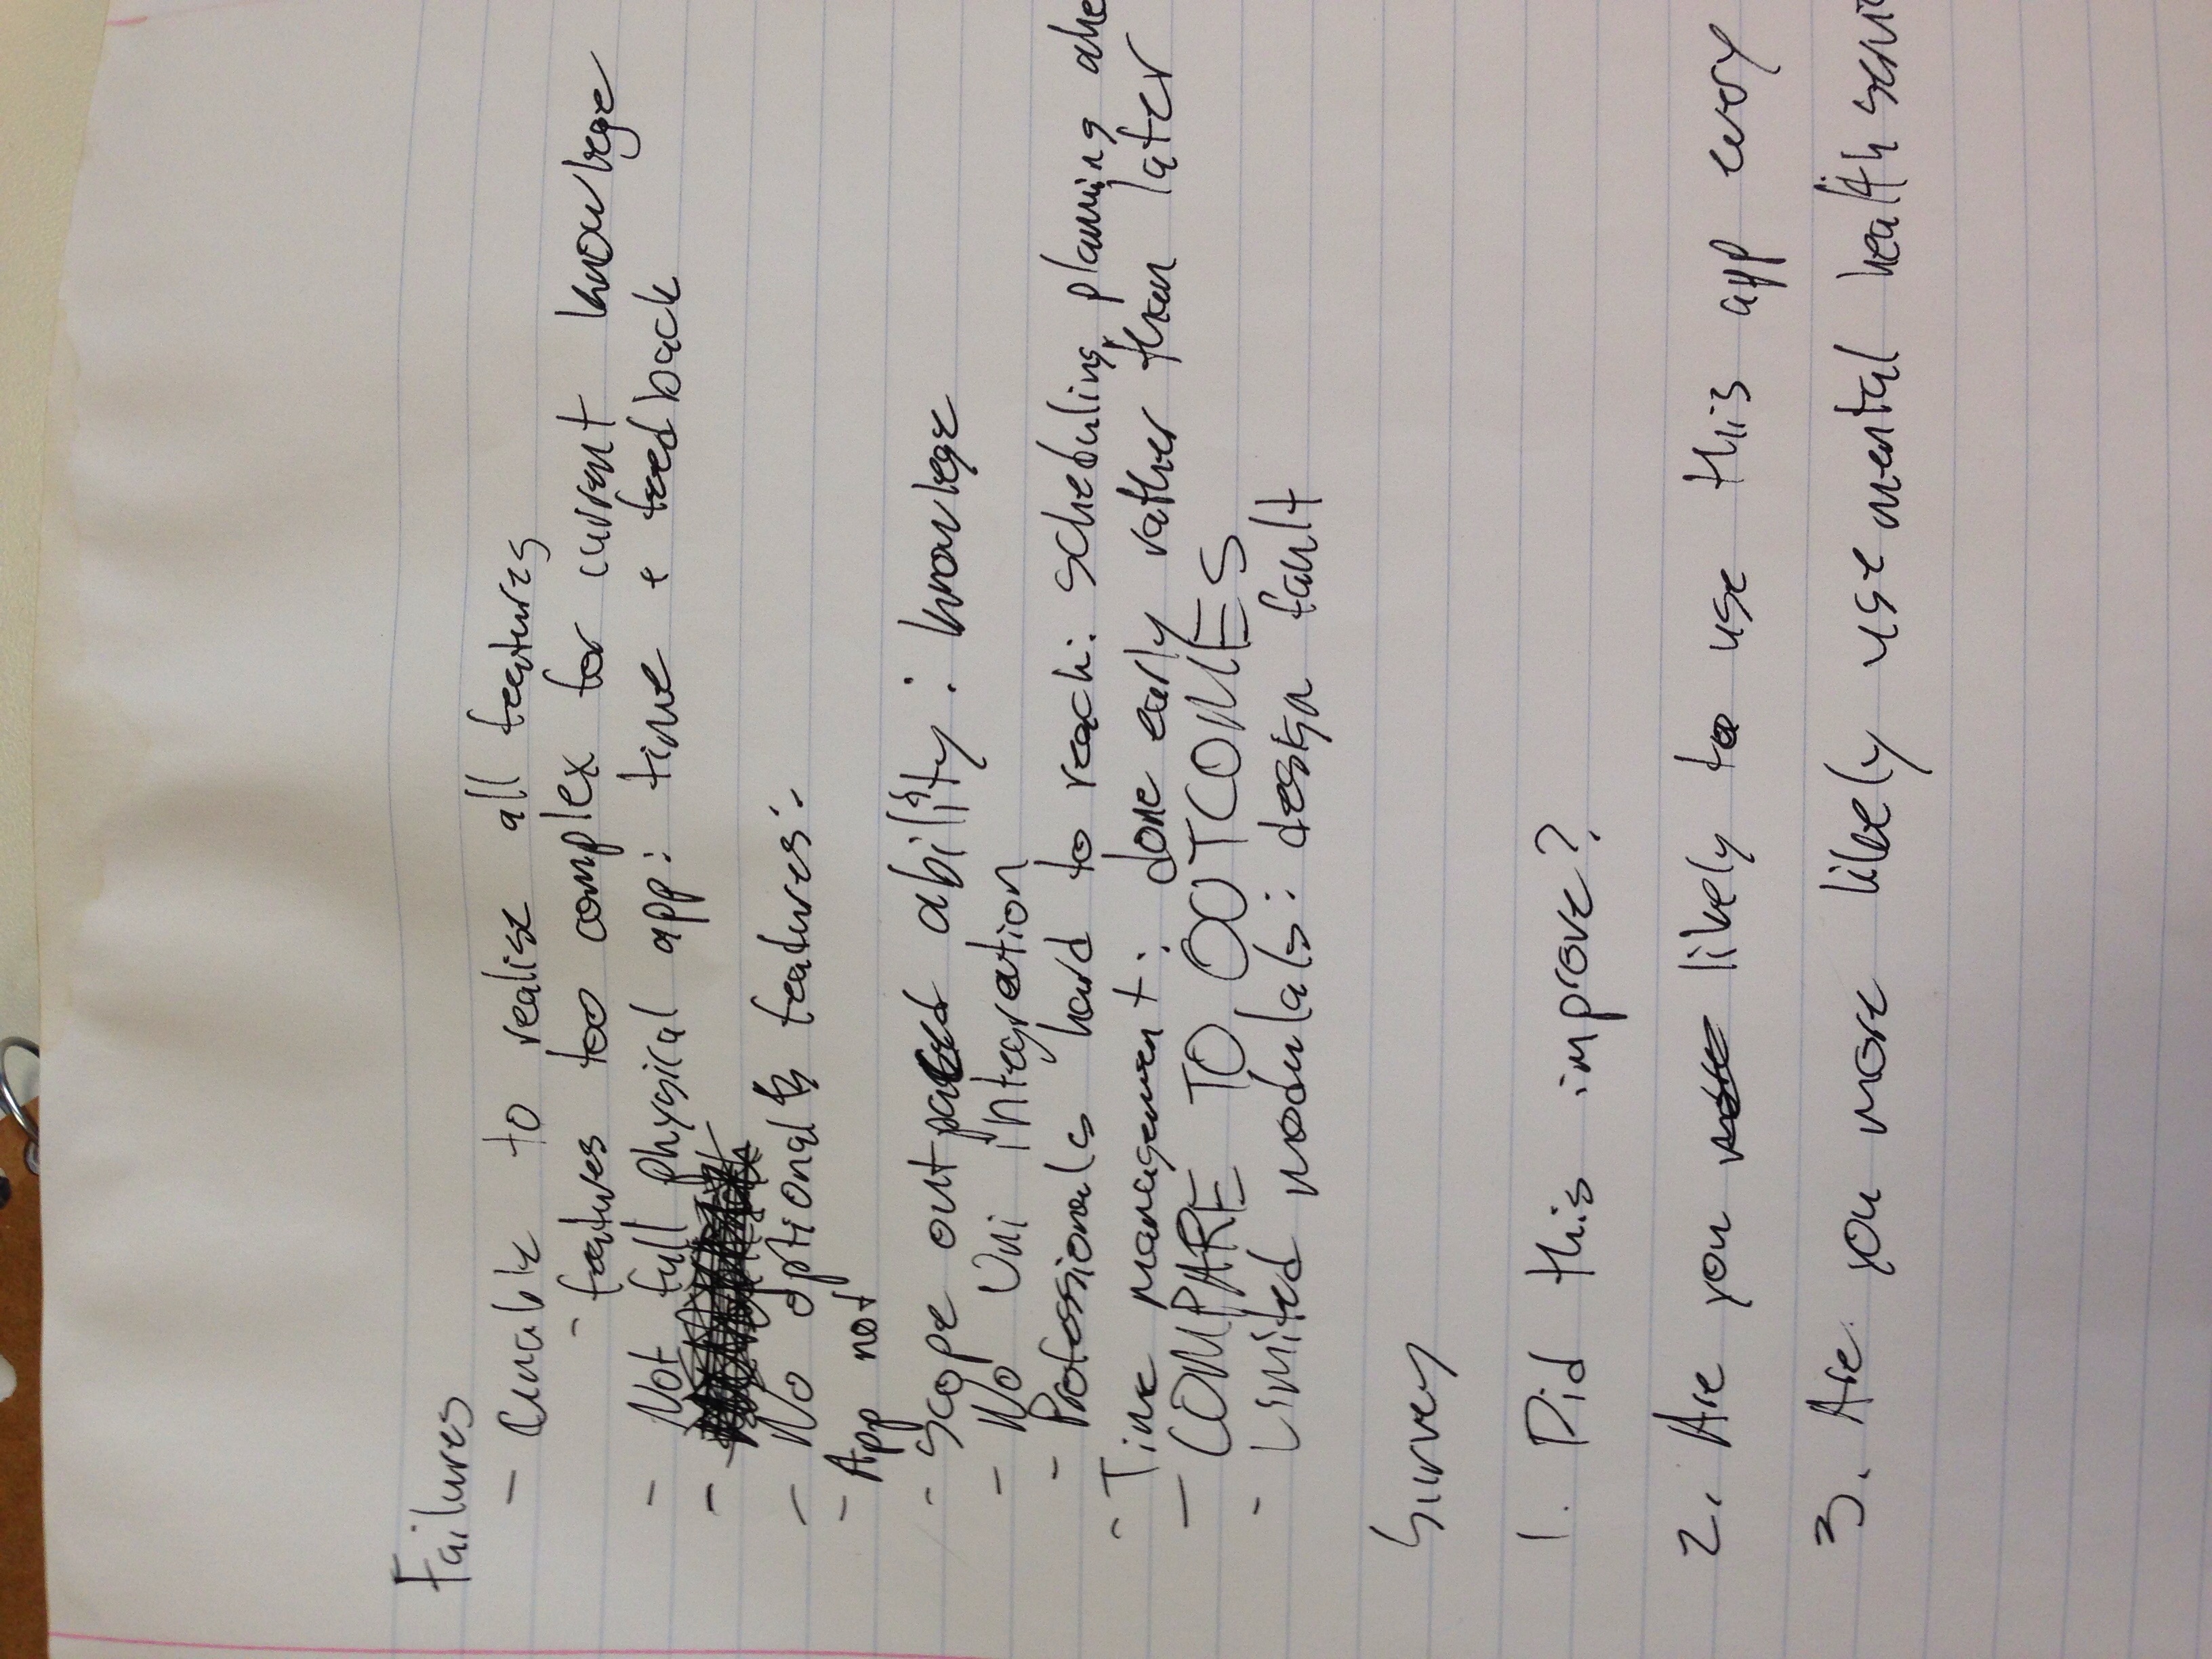 Failures
- Unable to realise all features
- features too complex for current knowlege
- Not full physical app: time + feedback
-
- No optional features:
- App not
- Scope outpaced ability: knowlege
- No Uni integration
- Professionals hard to reach: scheduling, planning ahe
- Time management: done early rather than later
- COMPARE TO OUTCOMES
- Limited modulals: design fault
Survey
1. Did this improve?
2. Are you likely to use this app every
3. Are you more likely use mental health servi